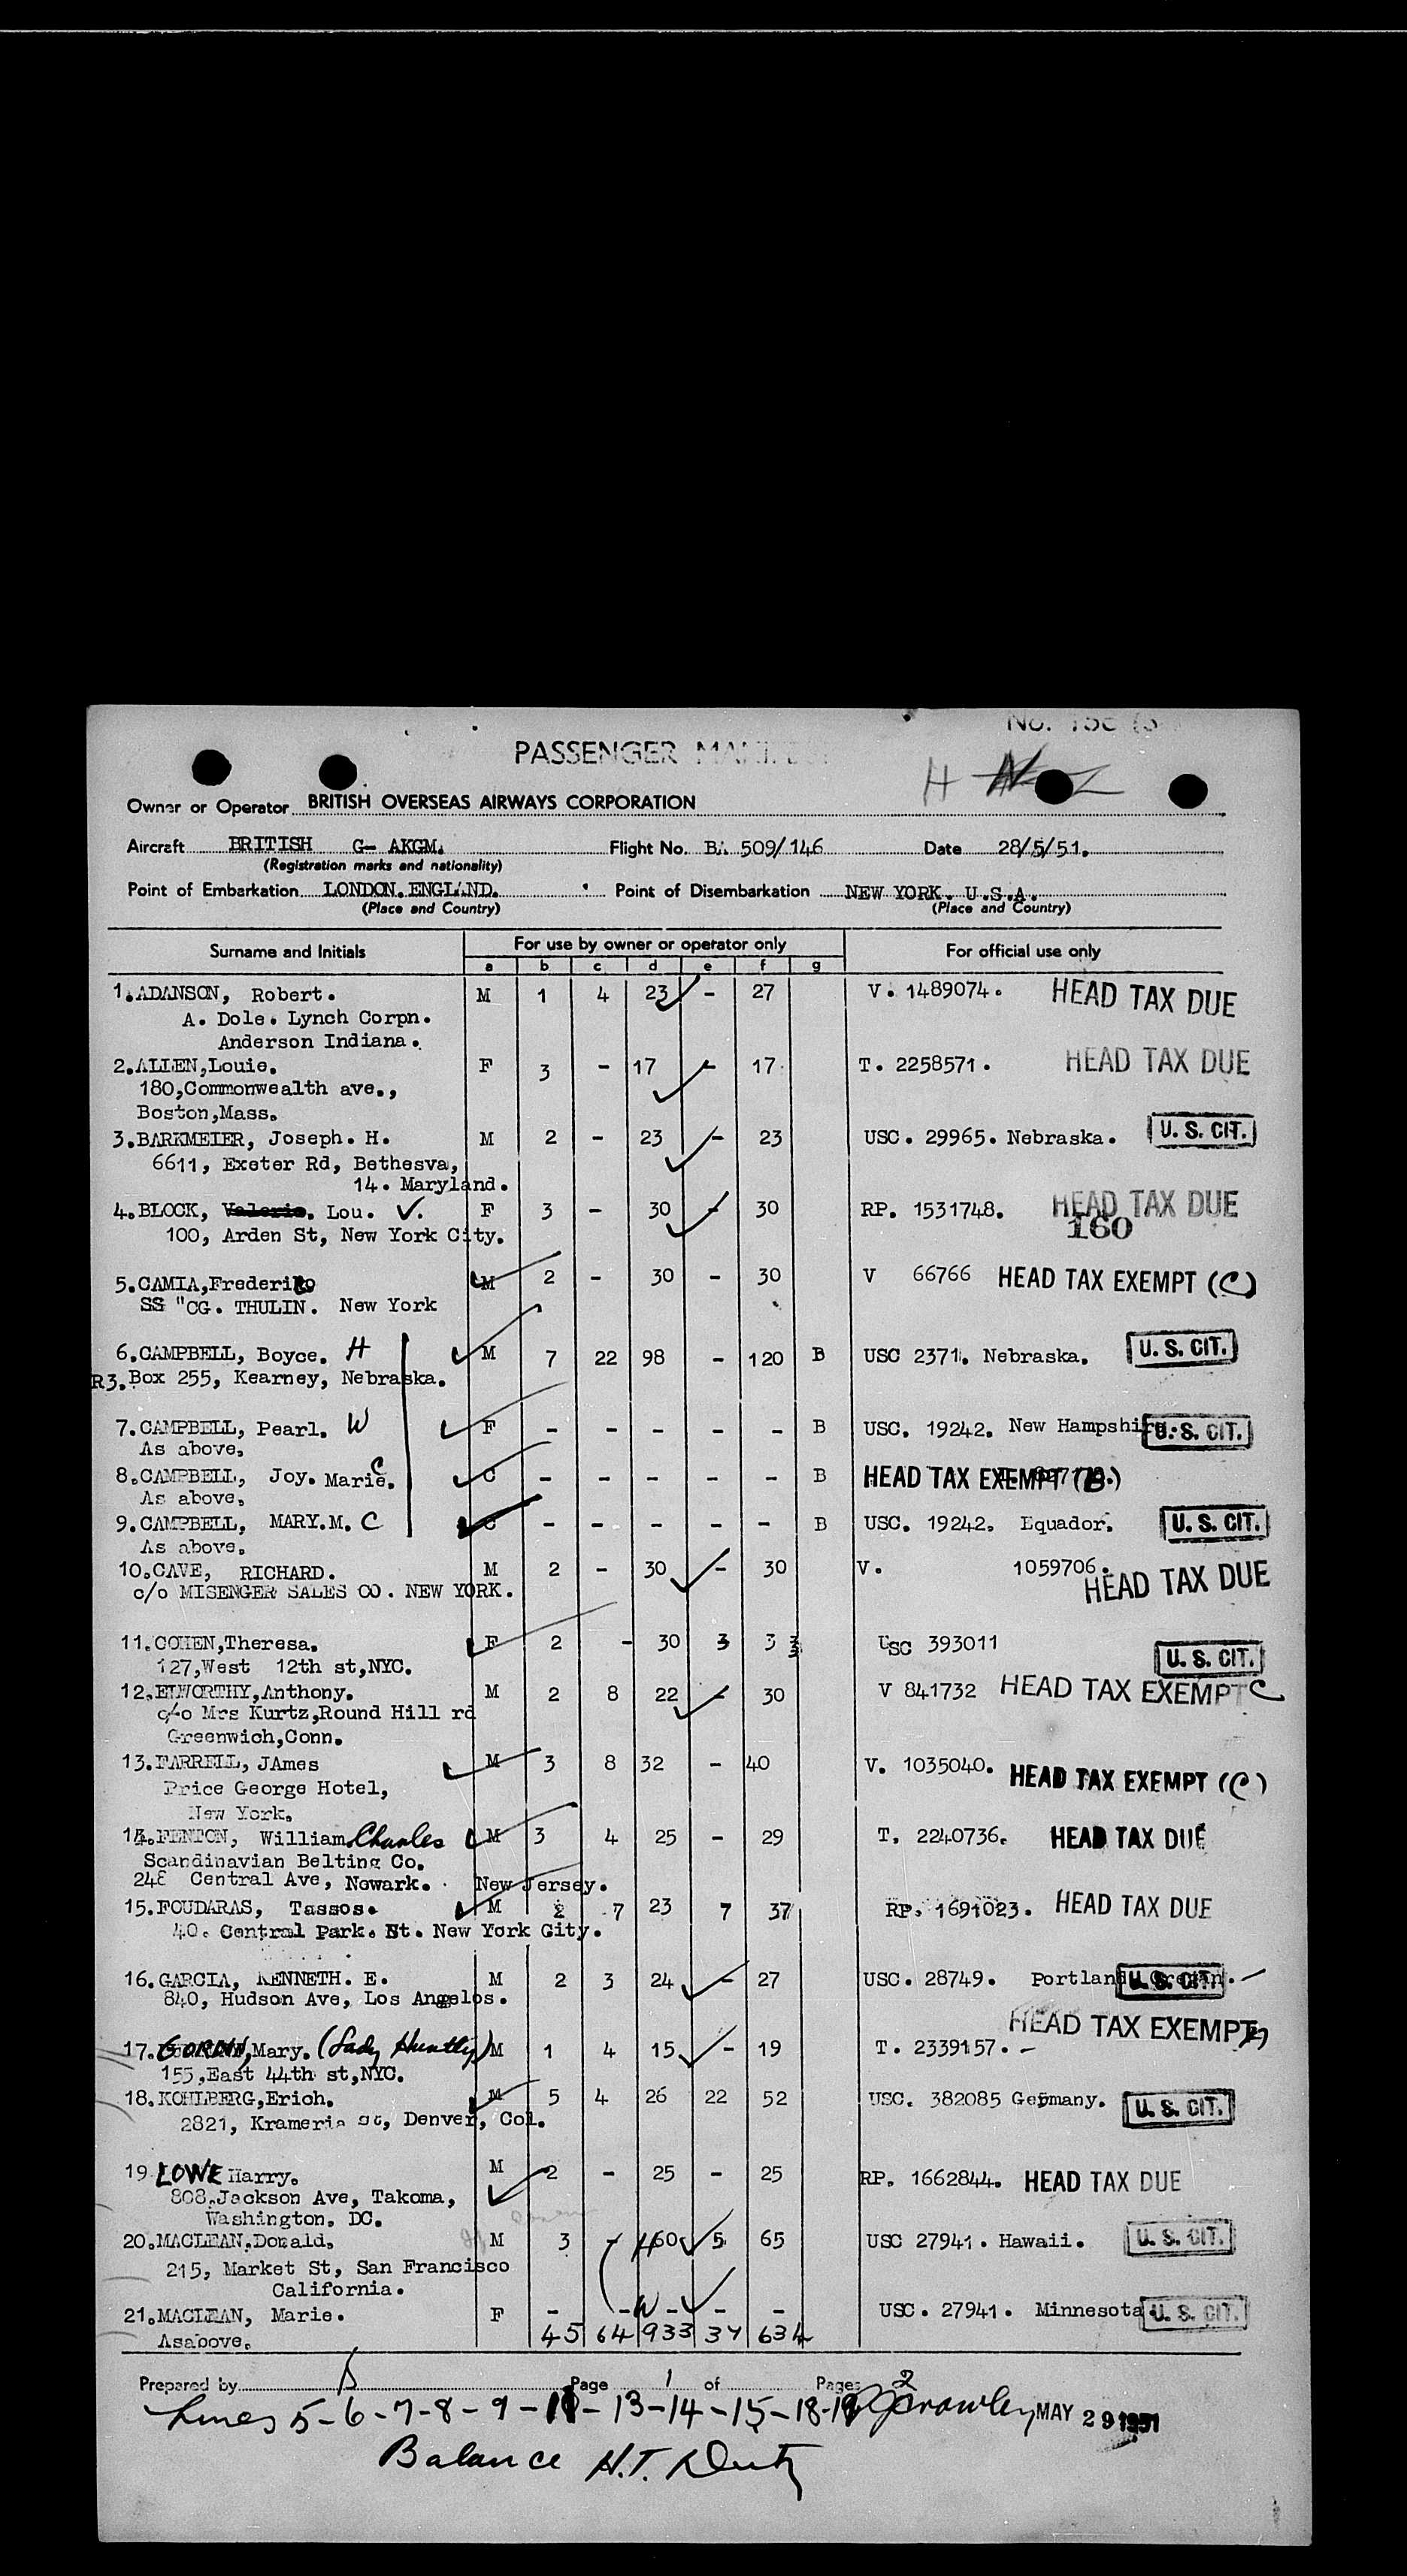 PASSENGER
Owner or Operator BRITISH OVERSEAS AIRWAYS CORPORATION
Aircraft BRITISH G- AKGM. Flight No. BA 509/146 Date 28/5/51.
(Registration marks and nationality)
Point of Embarkation LONDON.ENGLAND. Point of Disembarkation NEW YORK. U.S.A.
(Place and Country) (Place and Country)
Surname and Initials For use by owner or operator only For official use only
a b c d e f g
1.ADANSON, Robert. M 1 4 23 - 27 V. 1489074. HEAD TAX DUE
A. Dole. Lynch Corpn.
Anderson Indiana.
2.ALLEN,Louie. F 3 - 17 - 17 T. 2258571. HEAD TAX DUE
180,Commonwealth ave.,
Boston,Mass.
3.BARKMEIER, Joseph. H. M 2 - 23 - 23 USC. 29965. Nebraska. U. S. CIT.
6611, Exeter Rd, Bethesva,
14. Maryland.
4.BLOCK, Valerie. Lou. V. F 3 - 30 - 30 RP. 1531748. HEAD TAX DUE
160
100, Arden St, New York City.
5.CAMIA,Frederico M 2 - 30 - 30 V 66766 HEAD TAX EXEMPT (C)
SS "CG. THULIN. New York
6.CAMPBELL, Boyce. H M 7 22 98 - 120 B USC 2371. Nebraska. U. S. CIT.
R3.Box 255, Kearney, Nebraska.
7.CAMPBELL, Pearl. W F - - - - - B USC. 19242. New Hampshire. U. S. CIT.
As above.
8.CAMPBELL, Joy. Marie. C C - - - - - B HEAD TAX EXEMPT (B)
As above.
9.CAMPBELL, MARY.M. C C - - - - - B USC. 19242. Equador. U. S. CIT.
As above.
10.CAVE, RICHARD. M 2 - 30 - 30 V. 1059706. HEAD TAX DUE
c/o MISENGER SALES CO. NEW YORK.
11.COHEN,Theresa. F 2 - 30 3 3 3 USC 393011 U. S. CIT.
127,West 12th st,NYC.
12.ELWORTHY,Anthony. M 2 8 22 - 30 V 841732 HEAD TAX EXEMPT C
c/o Mrs Kurtz,Round Hill rd
Greenwich,Conn.
13.FARRELL,JAmes M 3 8 32 - 40 V. 1035040. HEAD TAX EXEMPT (C)
Price George Hotel,
New York.
14.FENTON, William.Charles M 3 4 25 - 29 T. 2240736. HEAD TAX DUE
Scandinavian Belting Co.
248 Central Ave, Newark. New Jersey.
15.FOUDARAS, Tassos. M 2 7 23 7 37 RP. 1691023. HEAD TAX DUE
40. Central Park. St. New York City.
16.GARCIA, KENNETH. E. M 2 3 24 - 27 USC. 28749. Portland Oregan. U. S. CIT.
840, Hudson Ave, Los Angelos.
HEAD TAX EXEMPT
17.GORDON,Mary. (Lady Huntly) M 1 4 15 - 19 T. 2339157.-
155,East 44th st,NYC.
18.KOHLBERG,Erich. M 5 4 26 22 52 USC. 382085 Germany. U. S. CIT.
2821, Krameria st, Denver, Col.
19.LOWE Harry. M 2 - 25 - 25 RP. 1662844. HEAD TAX DUE
808.Jackson Ave, Takoma,
Washington. DC.
20.MACLEAN.Donald. M 3 - H 60 5 65 USC 27941. Hawaii. U. S. CIT.
215, Market St, San Francisco
California.
21.MACLEAN, Marie. F - - W - - - USC. 27941. Minnesota. U. S. CIT.
Asabove.
45 64 933 37 634
Prepared by Page 1 of Pages 2
Lines 5-6-7-8-9-11-13-14-15-18-19 Crowley MAY 29 1951
Balance H.T. Duty